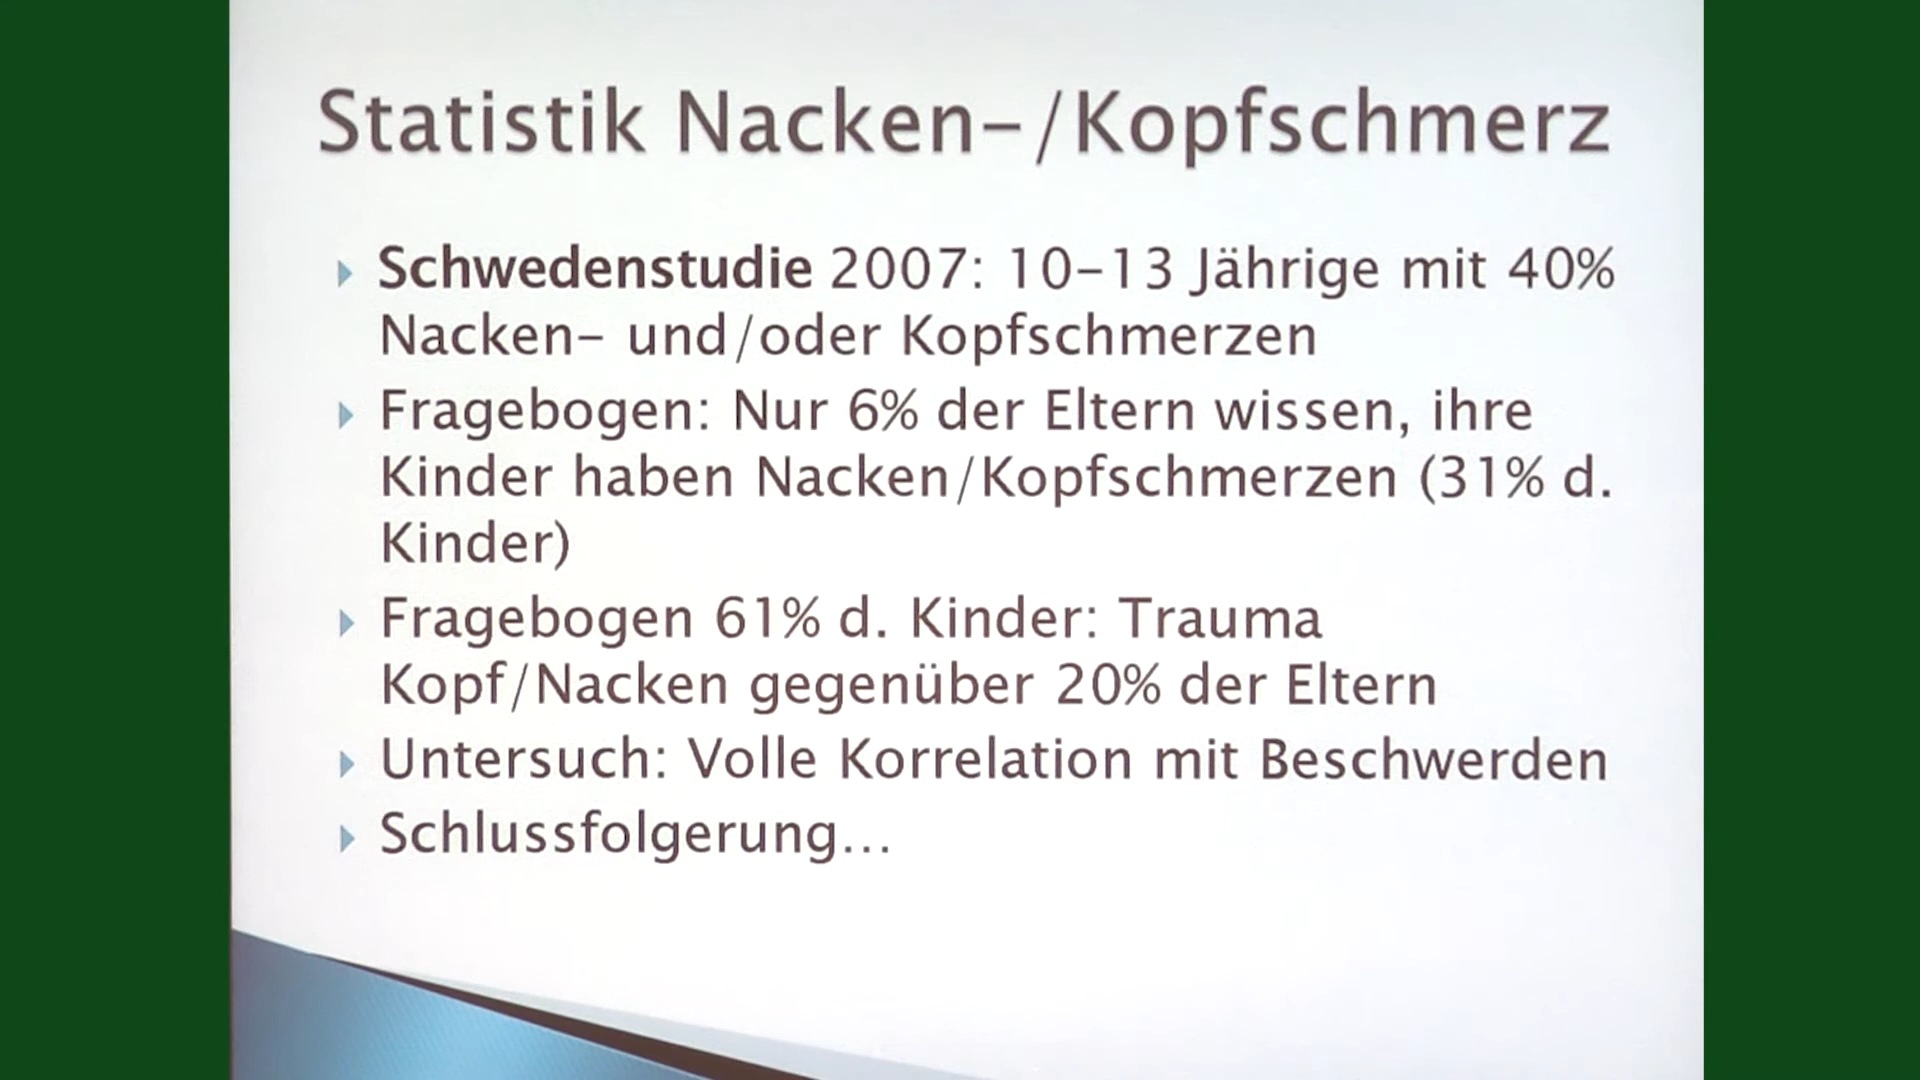 Statistik Nacken-/Kopfschmerz
Schwedenstudie 2007: 10-13 Jährige mit 40%
Nacken- und/oder Kopfschmerzen
Fragebogen: Nur 6% der Eltern wissen, ihre
Kinder haben Nacken/Kopfschmerzen (31% d.
Kinder)
Fragebogen 61% d. Kinder: Trauma
Kopf/Nacken gegenüber 20% der Eltern
Untersuch: Volle Korrelation mit Beschwerden
Schlussfolgerung...